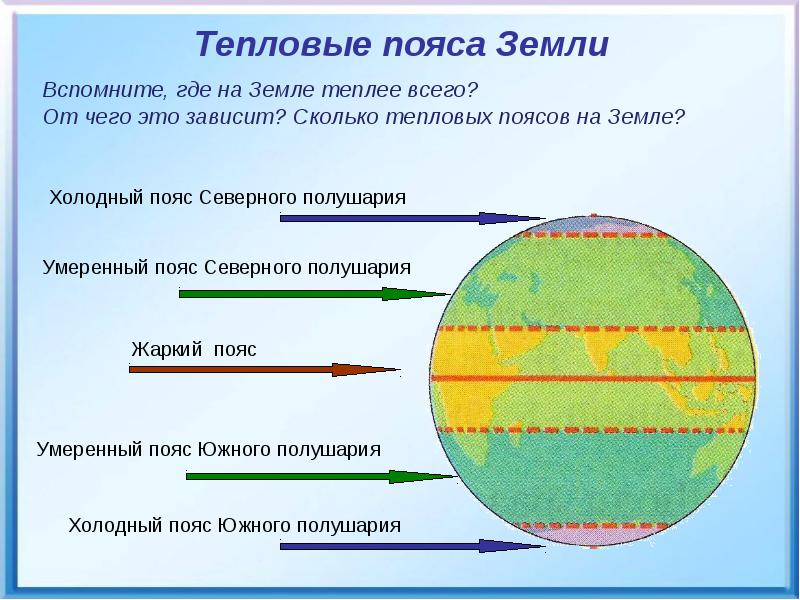 Тепловые пояса Земли
Вспомните, где на Земле теплее всего?
От чего это зависит? Сколько тепловых поясов на Земле?
Холодный пояс Северного полушария
Умеренный пояс Северного полушария
Жаркий пояс
Умеренный пояс Южного полушария
Холодный пояс Южного полушария